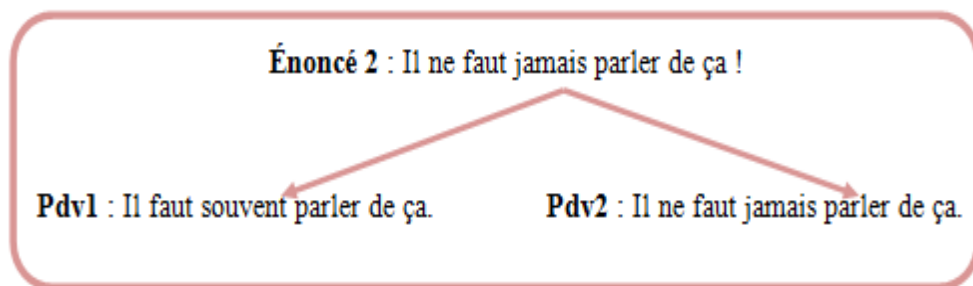 Énoncé 2 : Il ne faut jamais parler de ça !
Pdv1 : Il faut souvent parler de ça.
Pdv2 : Il ne faut jamais parler de ça.